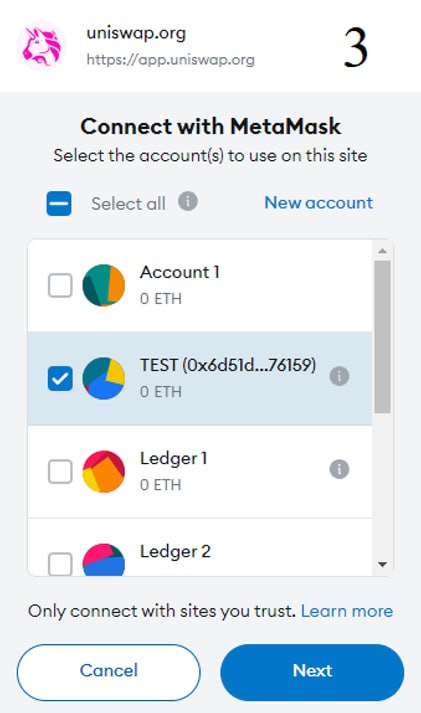 uniswap.org
https://app.uniswap.org
3
Connect with MetaMask
Select the account(s) to use on this site
Select all
New account
Account 1
0 ETH
TEST (0x6d51d...76159)
0 ETH
Ledger 1
0 ETH
Ledger 2
Only connect with sites you trust. Learn more
Cancel
Next